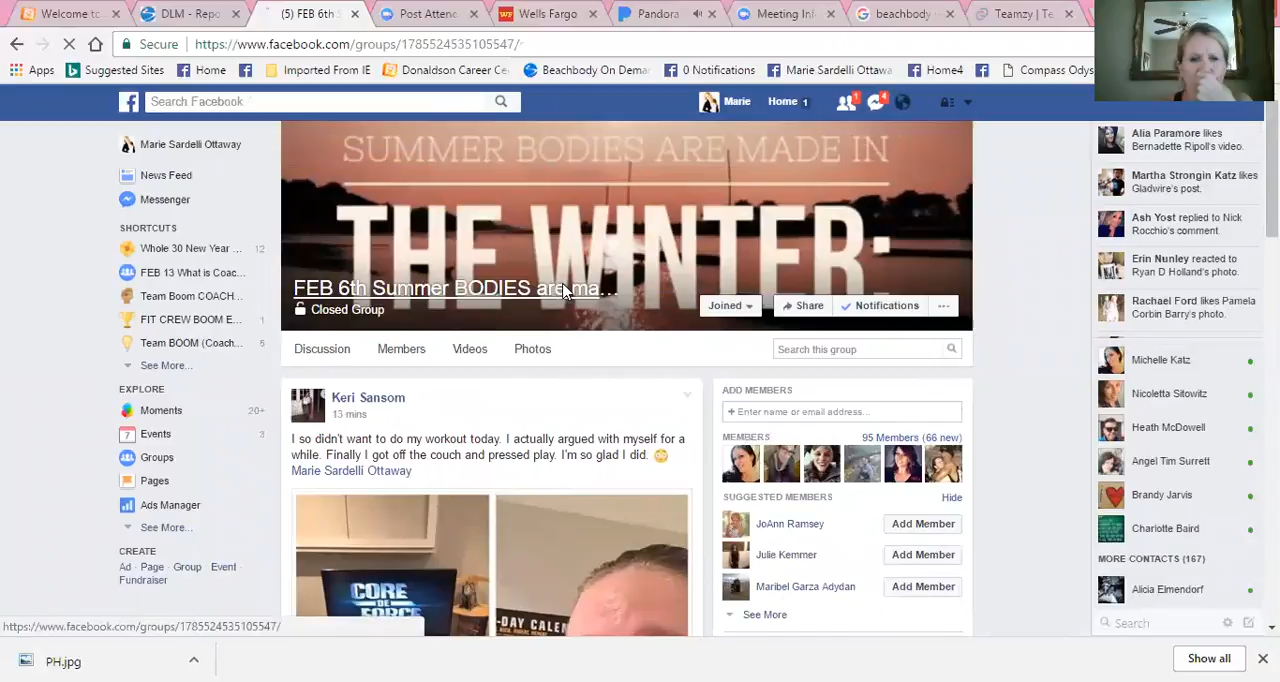 Welcome to
DLM - Repo
(5) FEB 6th S
Post Attend
Wells Fargo
Pandora
Meeting Inf
beachbody
Teamzy | Te
Secure https://www.facebook.com/groups/1785524535105547/
Apps Suggested Sites Home Imported From IE Donaldson Career Ce Beachbody On Dema 0 Notifications Marie Sardelli Ottawa Home4 Compass Odys
Search Facebook
Marie Home 1
1 4
Marie Sardelli Ottaway
News Feed
Messenger
SHORTCUTS
Whole 30 New Year ... 12
FEB 13 What is Coac...
Team Boom COACH...
FIT CREW BOOM E... 1
Team BOOM (Coach... 5
See More...
EXPLORE
Moments 20+
Events 3
Groups
Pages
Ads Manager
See More...
CREATE
Ad · Page · Group · Event ·
Fundraiser
SUMMER BODIES ARE MADE IN
THE WINTER:
FEB 6th Summer BODIES are ma...
Closed Group
Joined Share Notifications ...
Discussion Members Videos Photos
Search this group
Keri Sansom
13 mins
I so didn't want to do my workout today. I actually argued with myself for a
while. Finally I got off the couch and pressed play. I'm so glad I did. 😳
Marie Sardelli Ottaway
CORE
DE
FORCE
-DAY CALEN
ADD MEMBERS
+ Enter name or email address...
MEMBERS 95 Members (66 new)
SUGGESTED MEMBERS Hide
JoAnn Ramsey Add Member
Julie Kemmer Add Member
Maribel Garza Adydan Add Member
See More
Alia Paramore likes
Bernadette Ripoll's video.
Martha Strongin Katz likes
Gladwire's post.
Ash Yost replied to Nick
Rocchio's comment.
Erin Nunley reacted to
Ryan D Holland's photo.
Rachael Ford likes Pamela
Corbin Barry's photo.
Michelle Katz
Nicoletta Sitowitz
Heath McDowell
Angel Tim Surrett
Brandy Jarvis
Charlotte Baird
MORE CONTACTS (167)
Alicia Elmendorf
Search
https://www.facebook.com/groups/1785524535105547/
PH.jpg
Show all